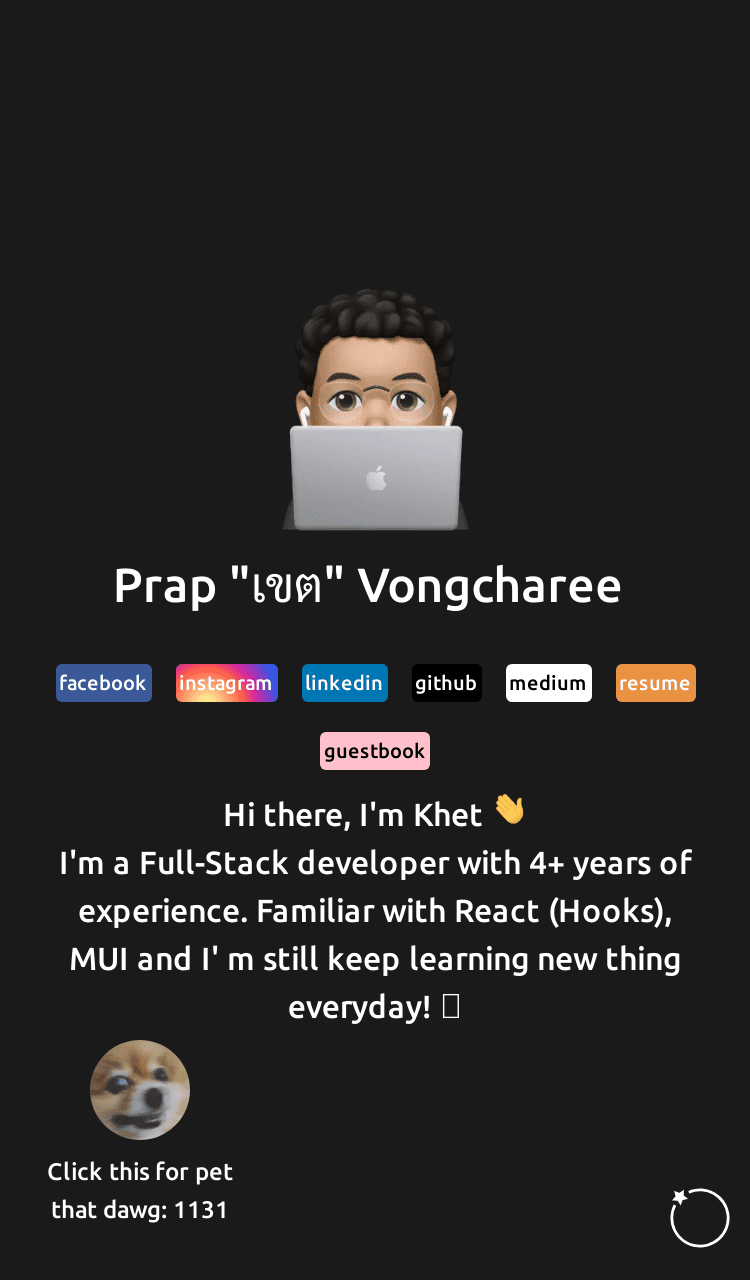 Prap "เขต" Vongcharee
facebook instagram linkedin github medium resume
guestbook
Hi there, I'm Khet 👋
I'm a Full-Stack developer with 4+ years of
experience. Familiar with React (Hooks),
MUI and I' m still keep learning new thing
everyday!
Click this for pet
that dawg: 1131